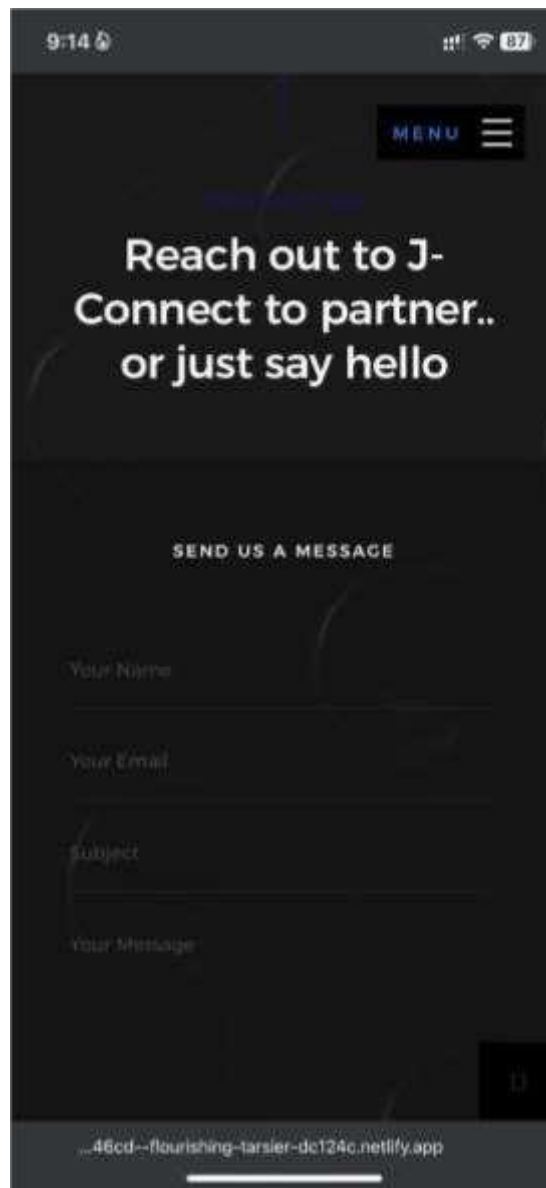 9:14
87
MENU
Reach out to J-
Connect to partner..
or just say hello
SEND US A MESSAGE
Your Name
Your Email
Subject
Your Message
...46cd--flourishing-tarsier-dc124c.netlify.app